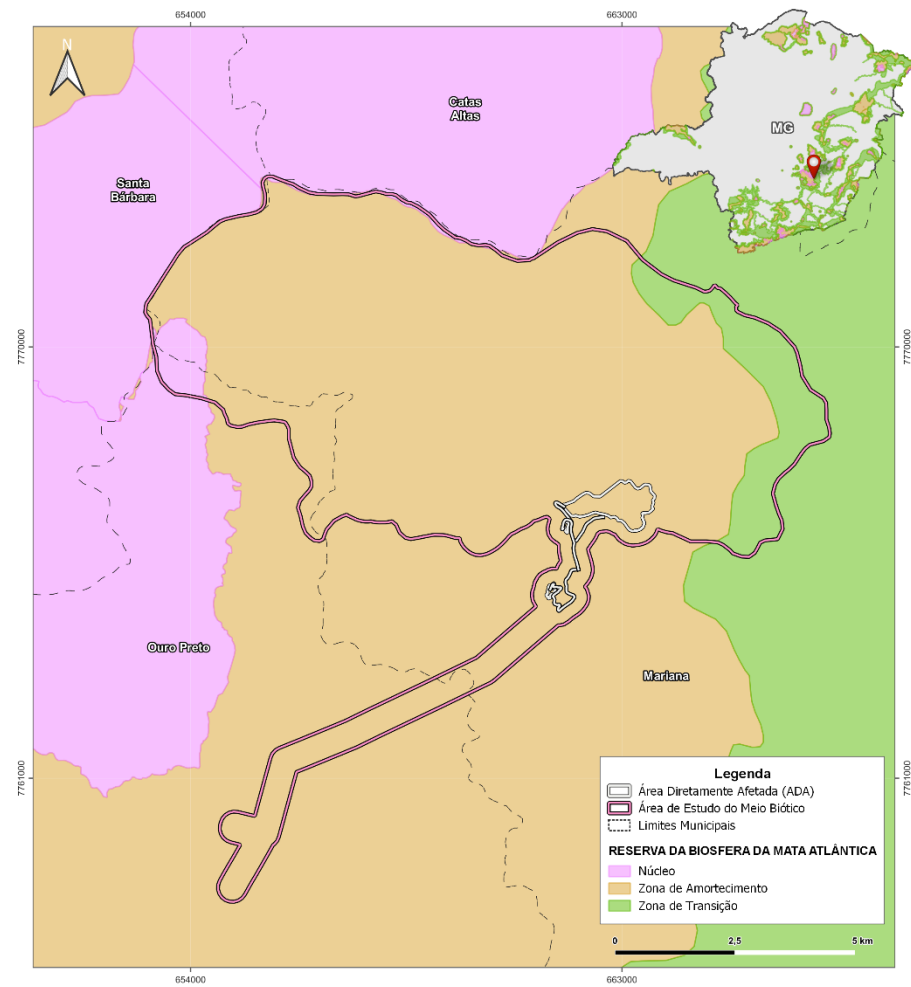 654000
663000
N
Catas
Altas
MG
Santa
Bárbara
7770000
7770000
Ouro Preto
Mariana
7761000
7761000
Legenda
Área Diretamente Afetada (ADA)
Área de Estudo do Meio Biótico
Limites Municipais
RESERVA DA BIOSFERA DA MATA ATLÂNTICA
Núcleo
Zona de Amortecimento
Zona de Transição
0 2,5 5 km
654000
663000